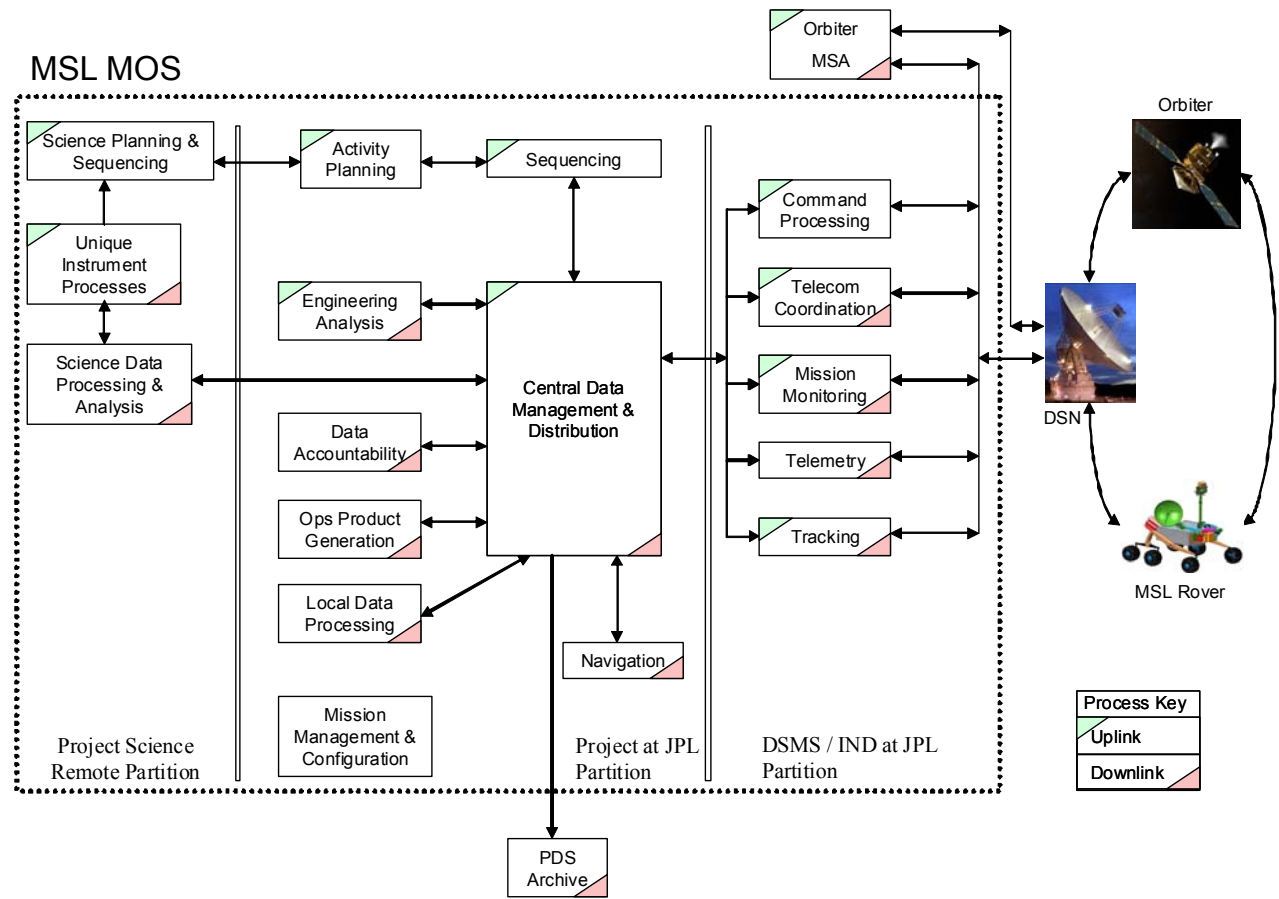 Orbiter
MSA
MSL MOS
Orbiter
Science Planning &
Sequencing
Activity
Planning
Sequencing
Command
Processing
Unique
Instrument
Processes
Engineering
Analysis
Telecom
Coordination
Science Data
Processing &
Analysis
Central Data
Management &
Distribution
Mission
Monitoring
DSN
Data
Accountability
Telemetry
Ops Product
Generation
Tracking
MSL Rover
Local Data
Processing
Navigation
Mission
Management &
Configuration
Project Science
Remote Partition
Project at JPL
Partition
DSMS / IND at JPL
Partition
Process Key
Uplink
Downlink
PDS
Archive